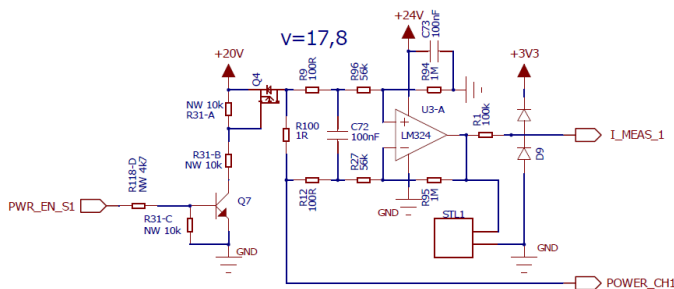 +24V
C73
100nF
v=17,8
+20V
+3V3
Q4
R9
100R
R96
56k
R94
1M
NW 10k
R31-A
U3-A
R100
1R
C72
100nF
LM324
R1
100k
I_MEAS_1
R31-B
NW 10k
R27
56k
D9
R118-D
NW 4k7
R12
100R
R95
1M
PWR_EN_S1
Q7
R31-C
NW 10k
GND
STL1
GND
GND
POWER_CH1